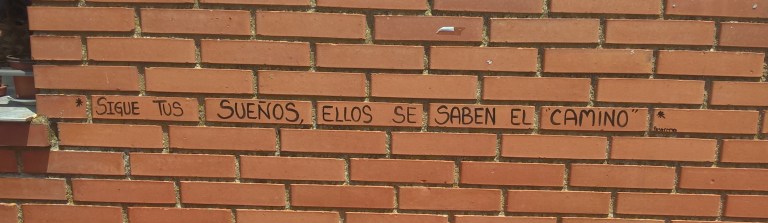 * SIGUE TUS SUEÑOS, ELLOS SE SABEN EL "CAMINO" *